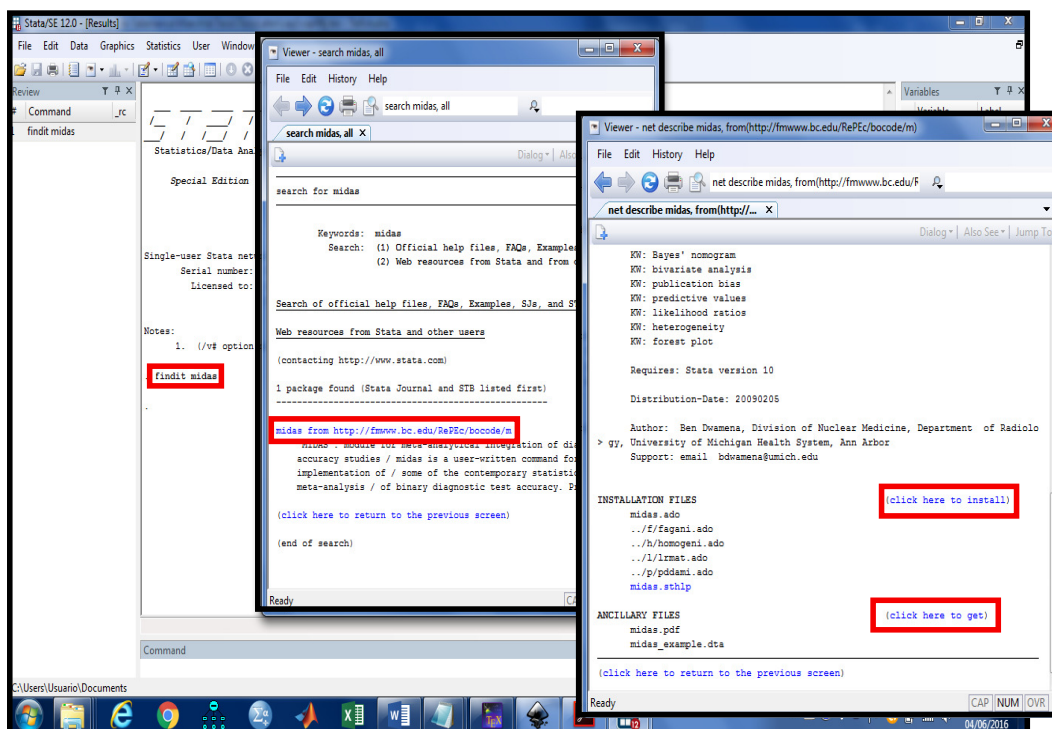 Stata/SE 12.0 - [Results]
File Edit Data Graphics Statistics User Window
Review
Command _rc
findit midas
Statistics/Data Ana
Special Edition
Single-user Stata net
Serial number:
Licensed to:
Notes:
1. (/v# option
. findit midas
.
Command
C:\Users\Usuario\Documents
Variables
Variable Label
Viewer - search midas, all
File Edit History Help
search midas, all
search midas, all X
Dialog Also
search for midas
Keywords: midas
Search: (1) Official help files, FAQs, Examples
(2) Web resources from Stata and from
Search of official help files, FAQs, Examples, SJs, and ST
Web resources from Stata and other users
(contacting http://www.stata.com)
1 package found (Stata Journal and STB listed first)
midas from http://fmwww.bc.edu/RePEc/bocode/m
'MIDAS': module for meta-analytical integration of dia
accuracy studies / midas is a user-written command fo
implementation of / some of the contemporary statisti
meta-analysis / of binary diagnostic test accuracy. P
(click here to return to the previous screen)
(end of search)
Ready
Viewer - net describe midas, from(http://fmwww.bc.edu/RePEc/bocode/m)
File Edit History Help
net describe midas, from(http://fmwww.bc.edu/F
net describe midas, from(http://... X
Dialog Also See Jump To
KW: Bayes' nomogram
KW: bivariate analysis
KW: publication bias
KW: predictive values
KW: likelihood ratios
KW: heterogeneity
KW: forest plot
Requires: Stata version 10
Distribution-Date: 20090205
Author: Ben Dwamena, Division of Nuclear Medicine, Department of Radiolo
> gy, University of Michigan Health System, Ann Arbor
Support: email bdwamena@umich.edu
INSTALLATION FILES (click here to install)
midas.ado
../f/fagani.ado
../h/homogeni.ado
../l/lrmat.ado
../p/pddami.ado
midas.sthlp
ANCILLARY FILES (click here to get)
midas.pdf
midas_example.dta
(click here to return to the previous screen)
Ready
CAP NUM OVR
04/06/2016